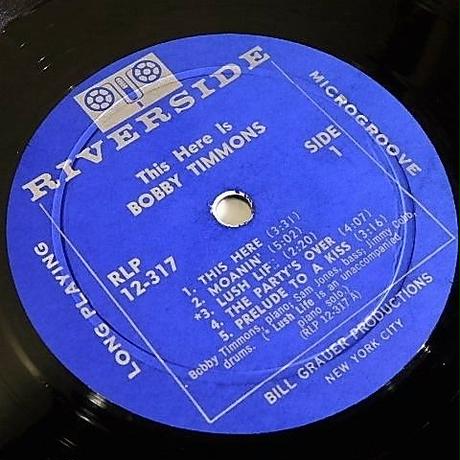 RIVERSIDE
LONG PLAYING
MICROGROOVE
This Here Is
BOBBY TIMMONS
SIDE
1
RLP
12-317
1. THIS HERE (3:31)
2. MOANIN' (5:02)
*3. LUSH LIFE (2:20)
4. THE PARTY'S OVER (4:07)
5. PRELUDE TO A KISS (3:16)
Bobby Timmons, piano; Sam Jones, bass; Jimmy Cobb,
drums. (*Lush Life is an unaccompanied
piano solo.)
(RLP 12-317 A)
BILL GRAUER PRODUCTIONS
NEW YORK CITY